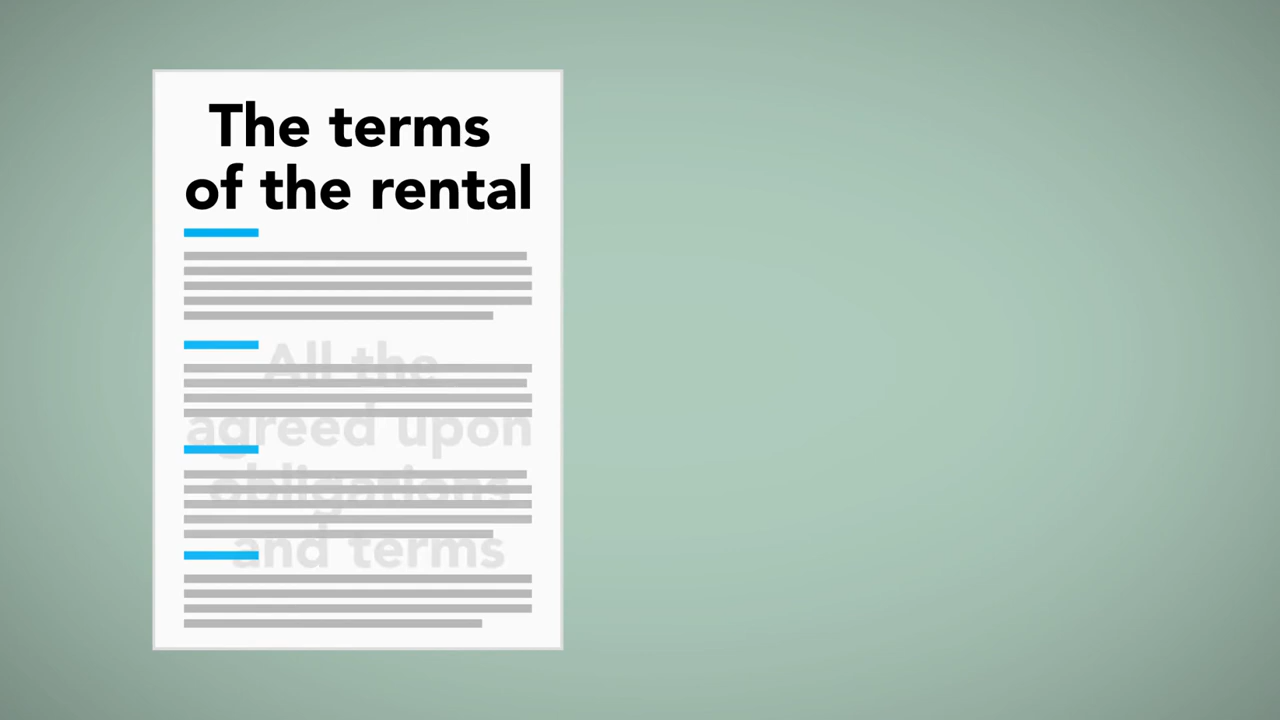 The terms
of the rental
All the
agreed upon
obligations
and terms